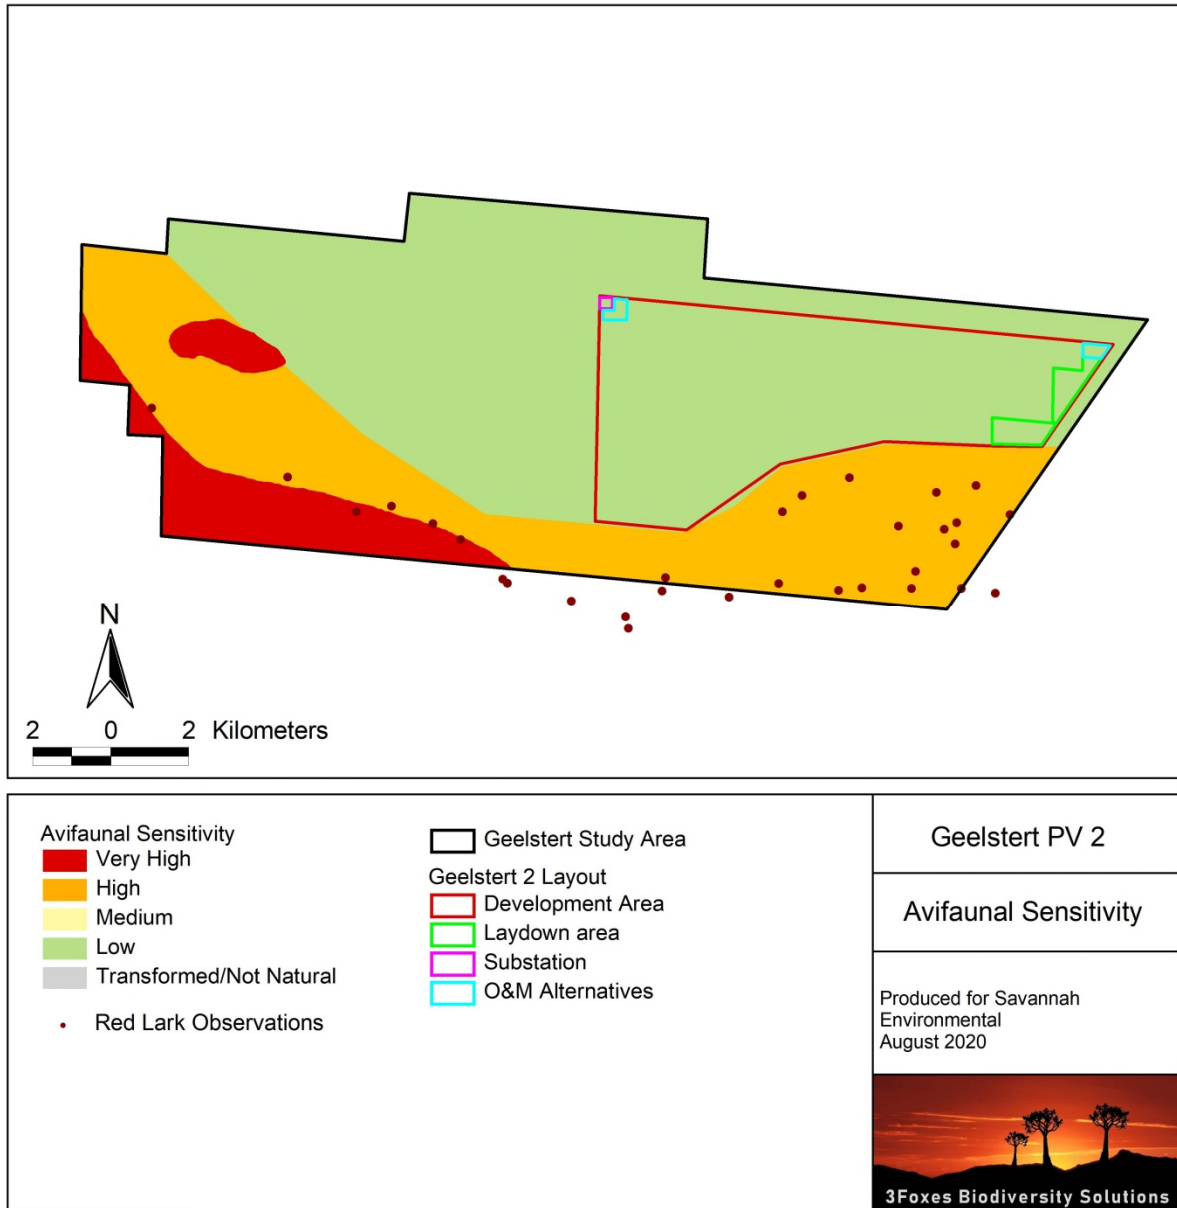 N
2 0 2 Kilometers
Avifaunal Sensitivity
Very High
High
Medium
Low
Transformed/Not Natural
Red Lark Observations
Geelstert Study Area
Geelstert 2 Layout
Development Area
Laydown area
Substation
O&M Alternatives
Geelstert PV 2
Avifaunal Sensitivity
Produced for Savannah
Environmental
August 2020
3Foxes Biodiversity Solutions